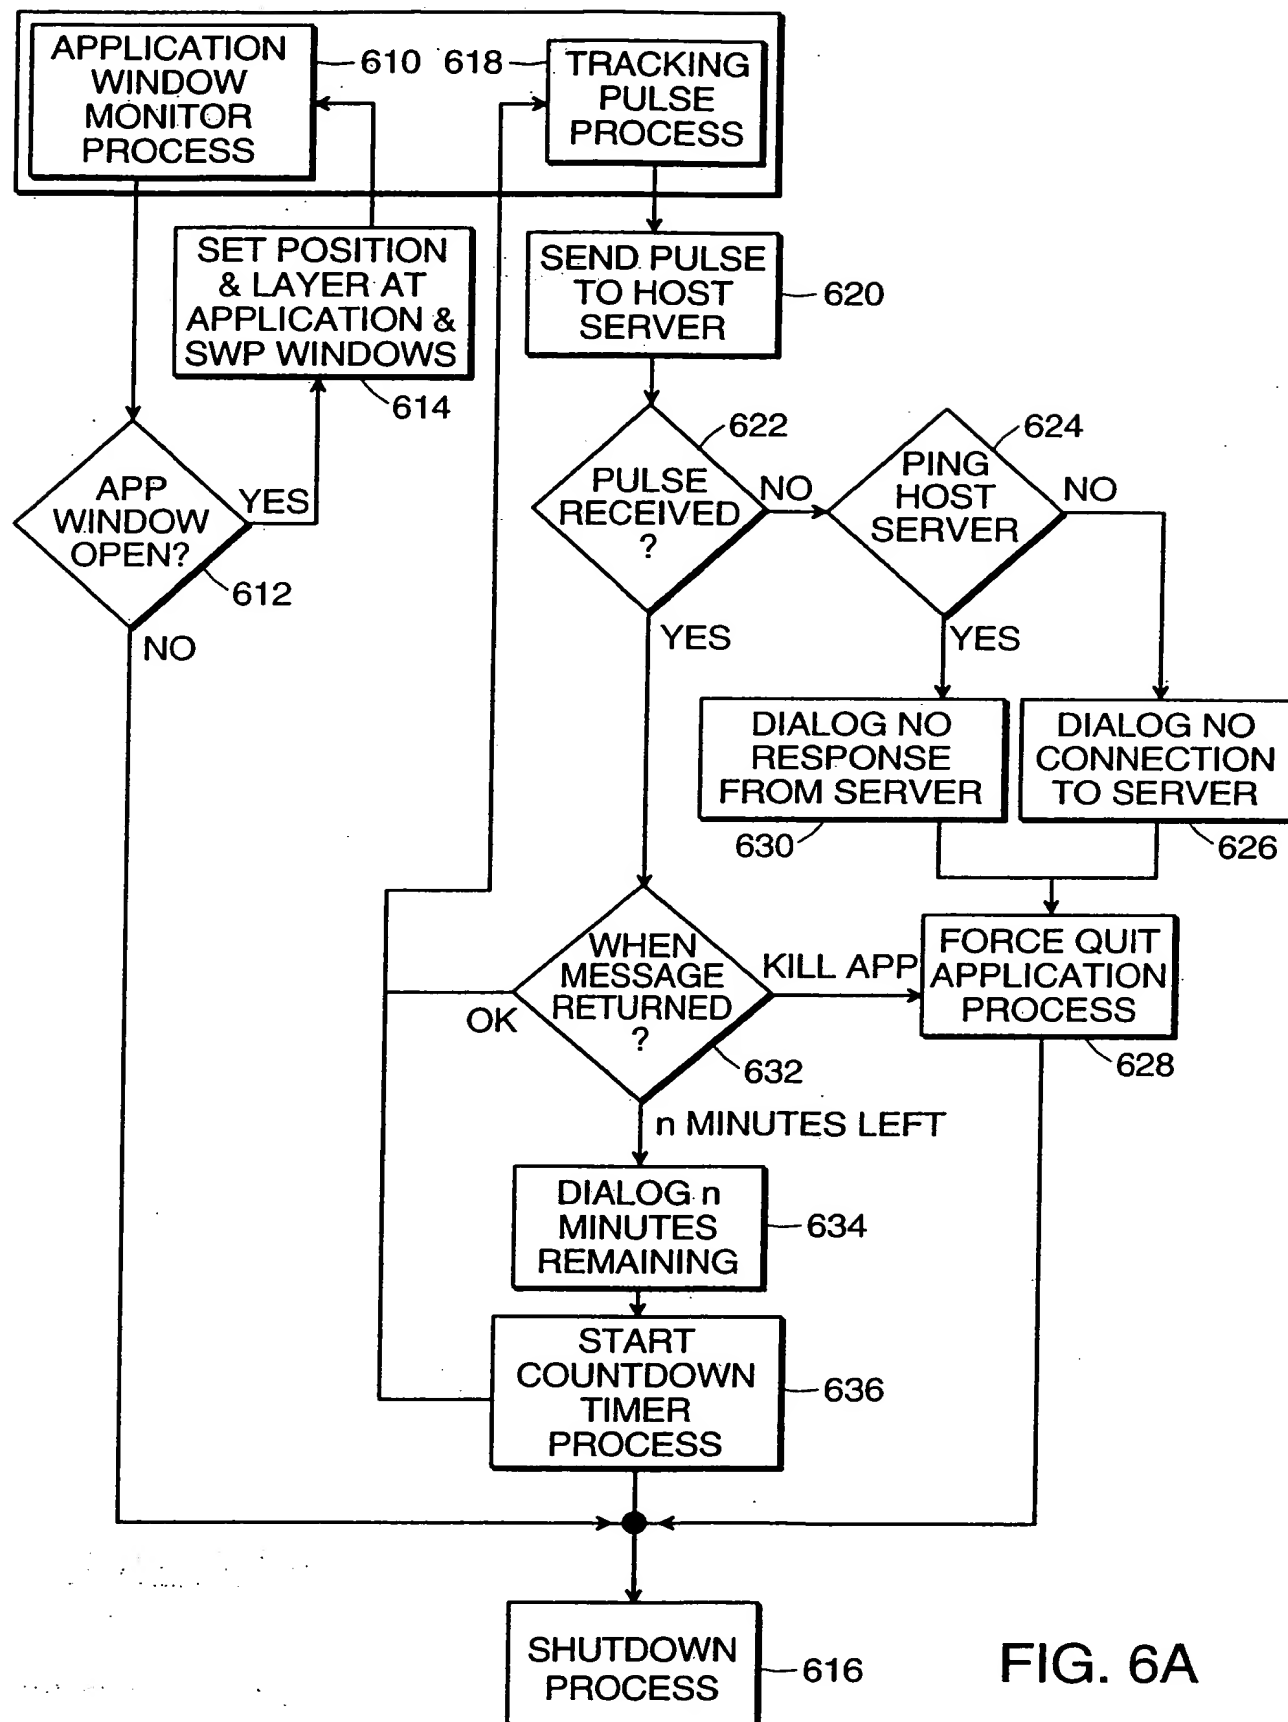 APPLICATION
WINDOW
MONITOR
PROCESS
610
618
TRACKING
PULSE
PROCESS
SET POSITION
& LAYER AT
APPLICATION &
SWP WINDOWS
614
SEND PULSE
TO HOST
SERVER
620
APP
WINDOW
OPEN?
YES
612
NO
622
PULSE
RECEIVED
?
NO
YES
624
PING
HOST
SERVER
NO
YES
DIALOG NO
RESPONSE
FROM SERVER
630
DIALOG NO
CONNECTION
TO SERVER
626
WHEN
MESSAGE
RETURNED
?
OK
KILL APP
632
FORCE QUIT
APPLICATION
PROCESS
628
n MINUTES LEFT
DIALOG n
MINUTES
REMAINING
634
START
COUNTDOWN
TIMER
PROCESS
636
SHUTDOWN
PROCESS
616
FIG. 6A